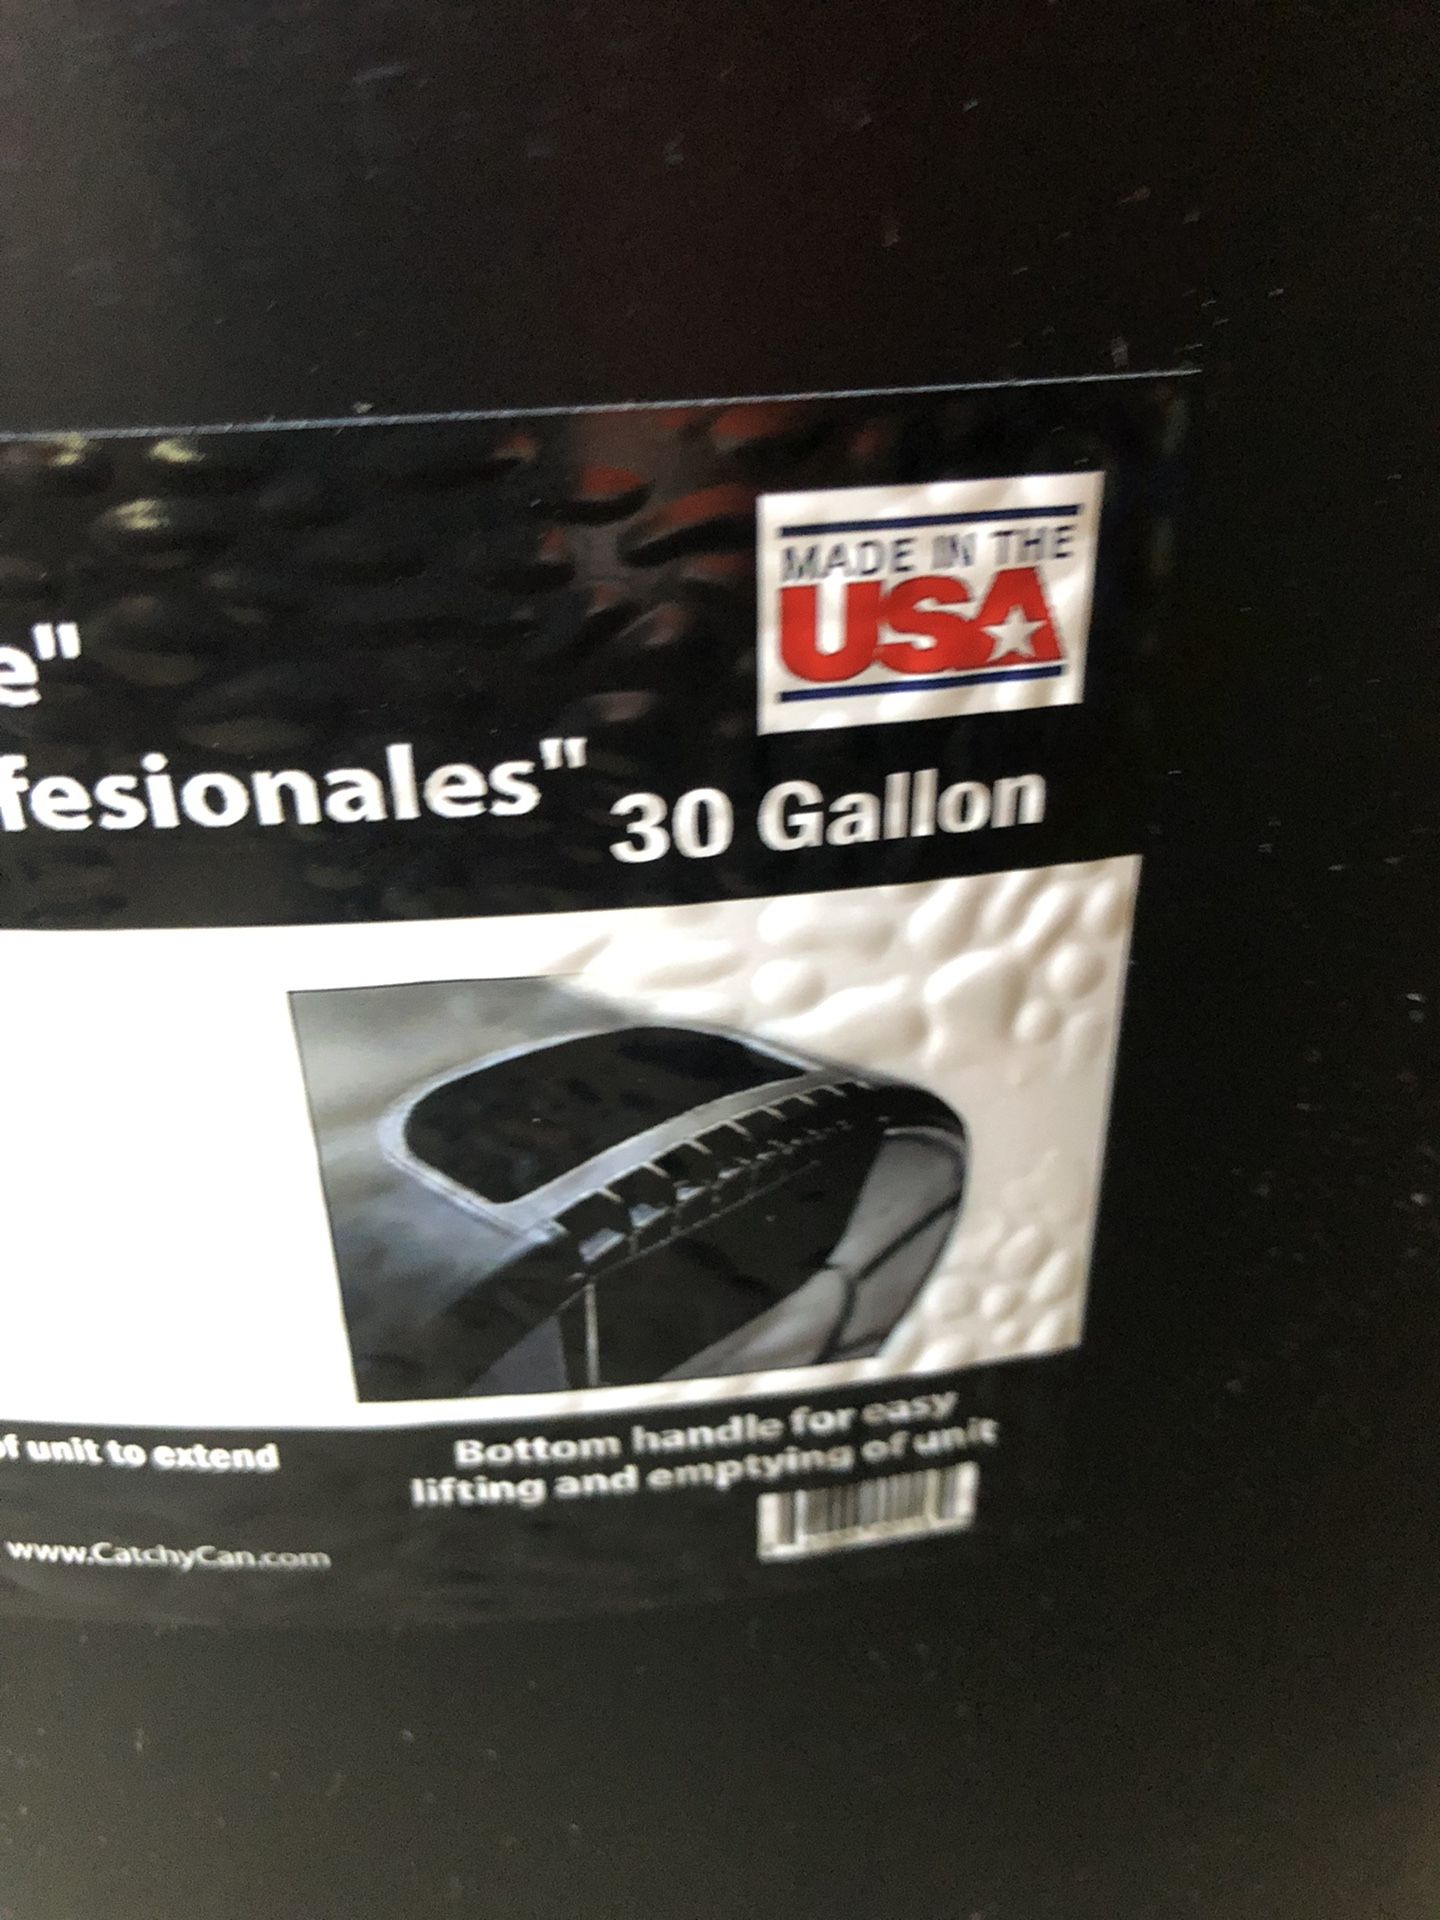 MADE IN THE
USA
e"
fesionales"
30 Gallon
of unit to extend
Bottom handle for easy
lifting and emptying of unit
www.CatchyCan.com